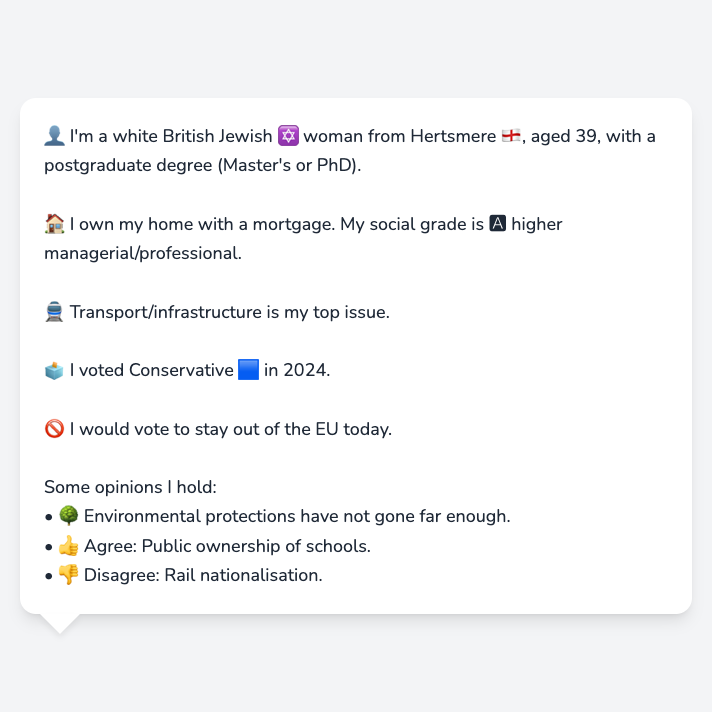 👤 I'm a white British Jewish ✡️ woman from Hertsmere 🏴󠁧󠁢󠁥󠁮󠁧󠁿, aged 39, with a
postgraduate degree (Master's or PhD).
🏠 I own my home with a mortgage. My social grade is 🅰 higher
managerial/professional.
🚆 Transport/infrastructure is my top issue.
🗳️ I voted Conservative 🟦 in 2024.
🚫 I would vote to stay out of the EU today.
Some opinions I hold:
• 🌳 Environmental protections have not gone far enough.
• 👍 Agree: Public ownership of schools.
• 👎 Disagree: Rail nationalisation.